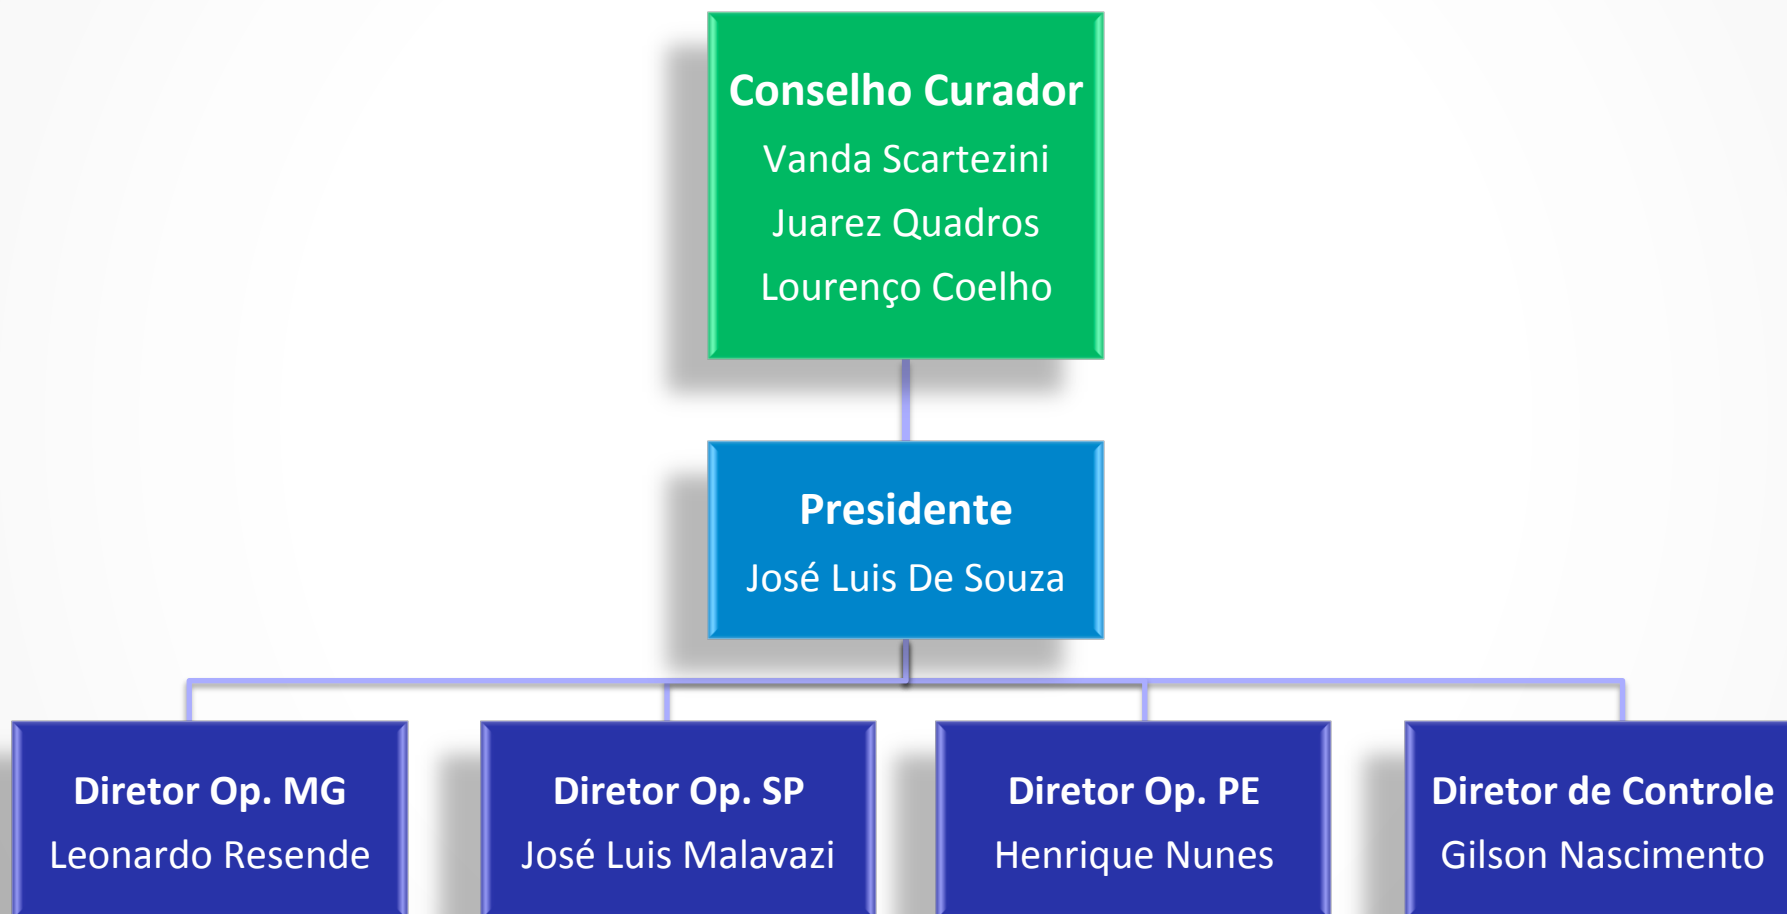 Conselho Curador
Vanda Scartezini
Juarez Quadros
Lourenço Coelho
Presidente
José Luis De Souza
Diretor Op. MG
Leonardo Resende
Diretor Op. SP
José Luis Malavazi
Diretor Op. PE
Henrique Nunes
Diretor de Controle
Gilson Nascimento